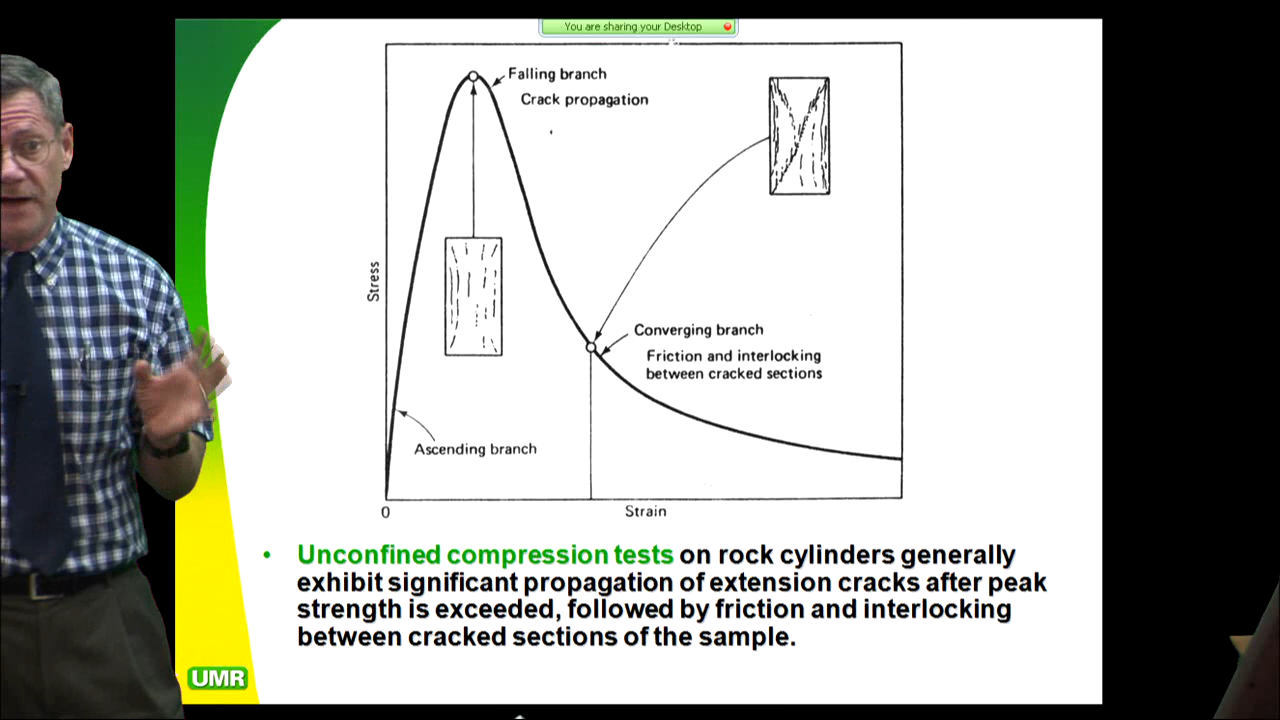 You are sharing your Desktop
Falling branch
Crack propagation
Stress
Converging branch
Friction and interlocking
between cracked sections
Ascending branch
0
Strain
• Unconfined compression tests on rock cylinders generally
exhibit significant propagation of extension cracks after peak
strength is exceeded, followed by friction and interlocking
between cracked sections of the sample.
UMR